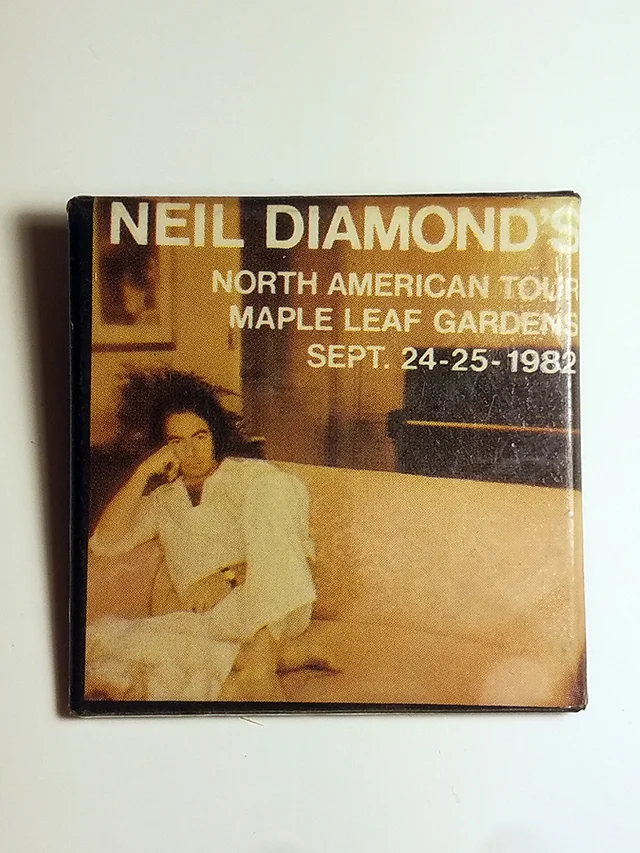 NEIL DIAMOND'S
NORTH AMERICAN TOUR
MAPLE LEAF GARDENS
SEPT. 24-25-1982